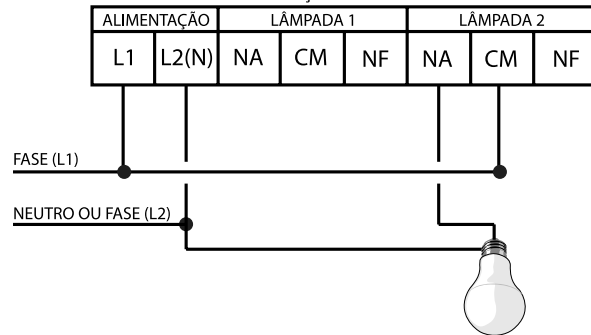 ALIMENTAÇÃO LÂMPADA 1 LÂMPADA 2
L1 L2(N) NA CM NF NA CM NF
FASE (L1)
NEUTRO OU FASE (L2)